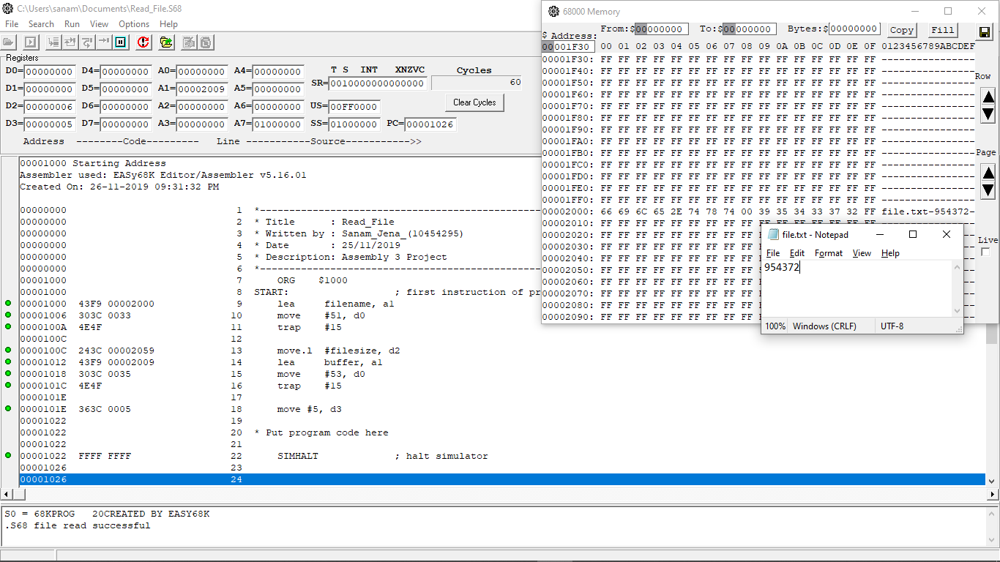 C:\Users\sanam\Documents\Read_File.S68
File Search Run View Options Help
Registers
D0=00000000 D4=00000000 A0=00000000 A4=00000000 T S INT XNZVC Cycles
SR=0010000000000000 60
D1=00000000 D5=00000000 A1=00002009 A5=00000000
D2=00000006 D6=00000000 A2=00000000 A6=00000000 US=00FF0000 Clear Cycles
D3=00000005 D7=00000000 A3=00000000 A7=01000000 SS=01000000 PC=00001026
Address --------Code--------- Line ------------Source------------>>
00001000 Starting Address
Assembler used: EASy68K Editor/Assembler v5.16.01
Created On: 26-11-2019 09:31:32 PM
00000000 1 *-----------------------------------------------
00000000 2 * Title : Read_File
00000000 3 * Written by : Sanam_Jena_(10454295)
00000000 4 * Date : 25/11/2019
00000000 5 * Description: Assembly 3 Project
00000000 6 *-----------------------------------------------
00001000 7 ORG $1000
00001000 8 START: ; first instruction of pr
00001000 43F9 00002000 9 lea filename, a1
00001006 303C 0033 10 move #51, d0
0000100A 4E4F 11 trap #15
0000100C 12
0000100C 243C 00002059 13 move.l #filesize, d2
00001012 43F9 00002009 14 lea buffer, a1
00001018 303C 0035 15 move #53, d0
0000101C 4E4F 16 trap #15
0000101E 17
0000101E 363C 0005 18 move #5, d3
00001022 19
00001022 20 * Put program code here
00001022 21
00001022 FFFF FFFF 22 SIMHALT ; halt simulator
00001026 23
00001026 24
S0 = 68KPROG 20CREATED BY EASY68K
.S68 file read successful
68000 Memory
From:$00000000 To:$00000000 Bytes:$00000000 Copy Fill
$ Address:
00001F30 00 01 02 03 04 05 06 07 08 09 0A 0B 0C 0D 0E 0F 0123456789ABCDEF
00001F30: FF FF FF FF FF FF FF FF FF FF FF FF FF FF FF FF ----------------
00001F40: FF FF FF FF FF FF FF FF FF FF FF FF FF FF FF FF ----------------
00001F50: FF FF FF FF FF FF FF FF FF FF FF FF FF FF FF FF ----------------
00001F60: FF FF FF FF FF FF FF FF FF FF FF FF FF FF FF FF ----------------
00001F70: FF FF FF FF FF FF FF FF FF FF FF FF FF FF FF FF ----------------
00001F80: FF FF FF FF FF FF FF FF FF FF FF FF FF FF FF FF ----------------
00001F90: FF FF FF FF FF FF FF FF FF FF FF FF FF FF FF FF ----------------
00001FA0: FF FF FF FF FF FF FF FF FF FF FF FF FF FF FF FF ----------------
00001FB0: FF FF FF FF FF FF FF FF FF FF FF FF FF FF FF FF ----------------
00001FC0: FF FF FF FF FF FF FF FF FF FF FF FF FF FF FF FF ----------------
00001FD0: FF FF FF FF FF FF FF FF FF FF FF FF FF FF FF FF ----------------
00001FE0: FF FF FF FF FF FF FF FF FF FF FF FF FF FF FF FF ----------------
00001FF0: FF FF FF FF FF FF FF FF FF FF FF FF FF FF FF FF ----------------
00002000: 66 69 6C 65 2E 74 78 74 00 39 35 34 33 37 32 FF file.txt-954372-
00002010: FF FF FF FF FF FF FF FF FF FF FF FF FF FF FF FF ----------------
00002020: FF FF FF FF FF FF FF FF FF
00002030: FF FF FF FF FF FF FF FF FF
00002040: FF FF FF FF FF FF FF FF FF
00002050: FF FF FF FF FF FF FF FF FF
00002060: FF FF FF FF FF FF FF FF FF
00002070: FF FF FF FF FF FF FF FF FF
00002080: FF FF FF FF FF FF FF FF FF
00002090: FF FF FF FF FF FF FF FF FF
Row
Page
Live
file.txt - Notepad
File Edit Format View Help
954372
100% Windows (CRLF) UTF-8